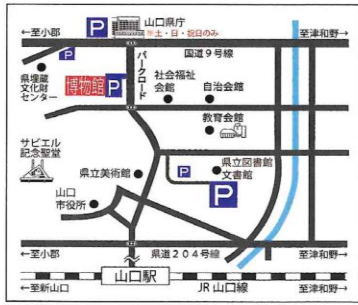 P
山口県庁
※土・日・祝日のみ
←至小郡
至津和野→
国道9号線
P
県埋蔵
文化財
センター
博物館
P
パークロード
社会福祉
会館
自治会館
教育会館
サビエル
記念聖堂
県立美術館
県立図書館
文書館
P
P
山口
市役所
←至小郡
県道204号線
至津和野→
山口駅
←至新山口
JR山口線
至津和野→